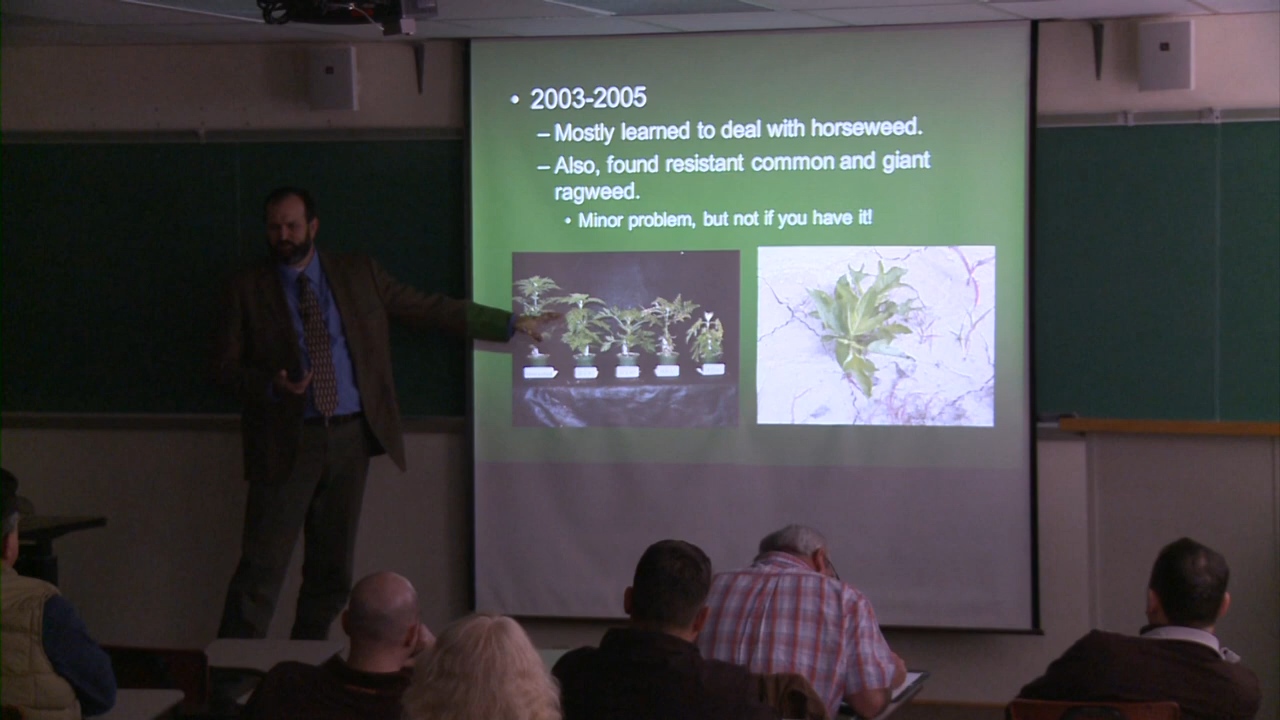 • 2003-2005
– Mostly learned to deal with horseweed.
– Also, found resistant common and giant
ragweed.
• Minor problem, but not if you have it!